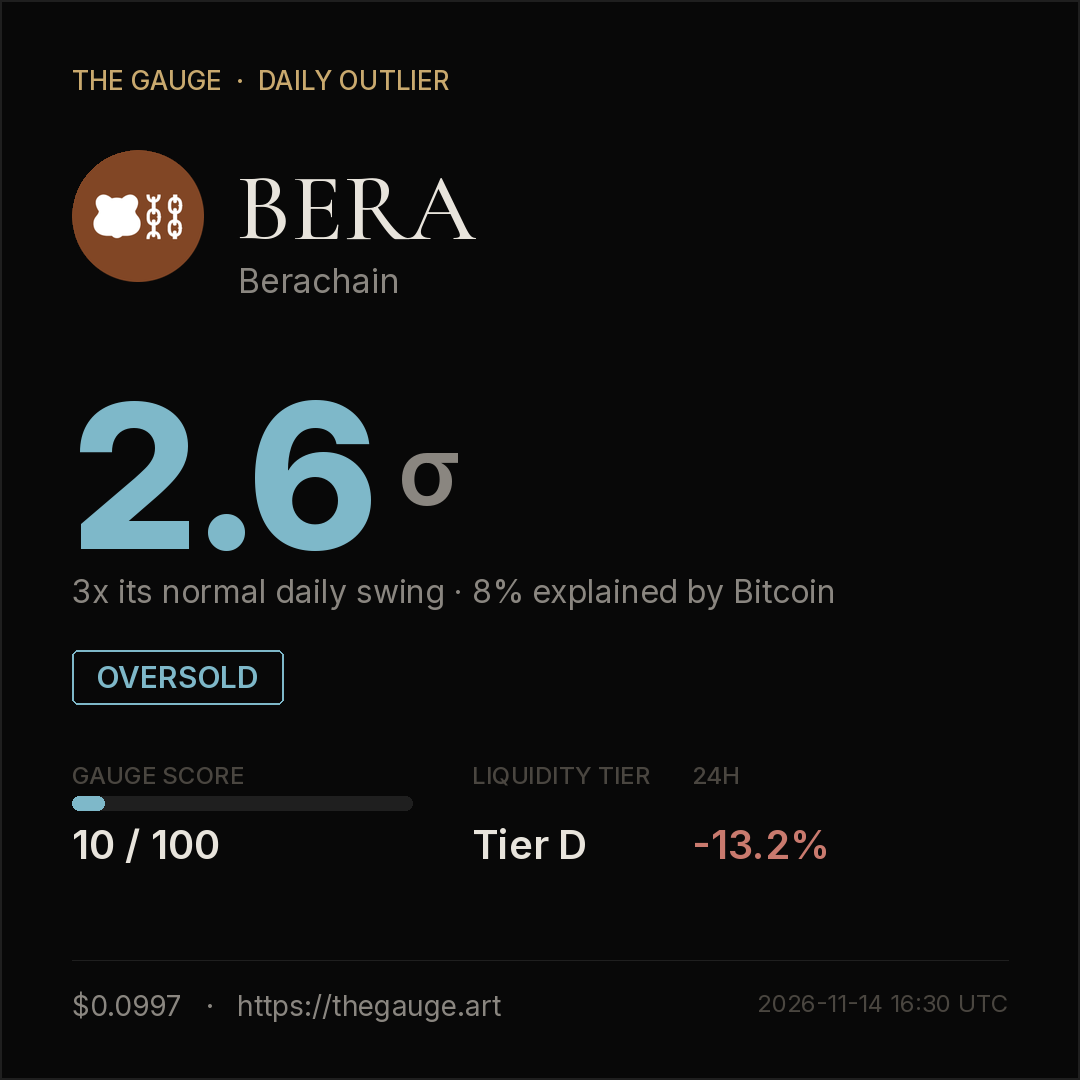 THE GAUGE · DAILY OUTLIER
BERA
Berachain
2.6 σ
3x its normal daily swing · 8% explained by Bitcoin
OVERSOLD
GAUGE SCORE LIQUIDITY TIER 24H
10 / 100 Tier D -13.2%
$0.0997 · https://thegauge.art 2026-11-14 16:30 UTC